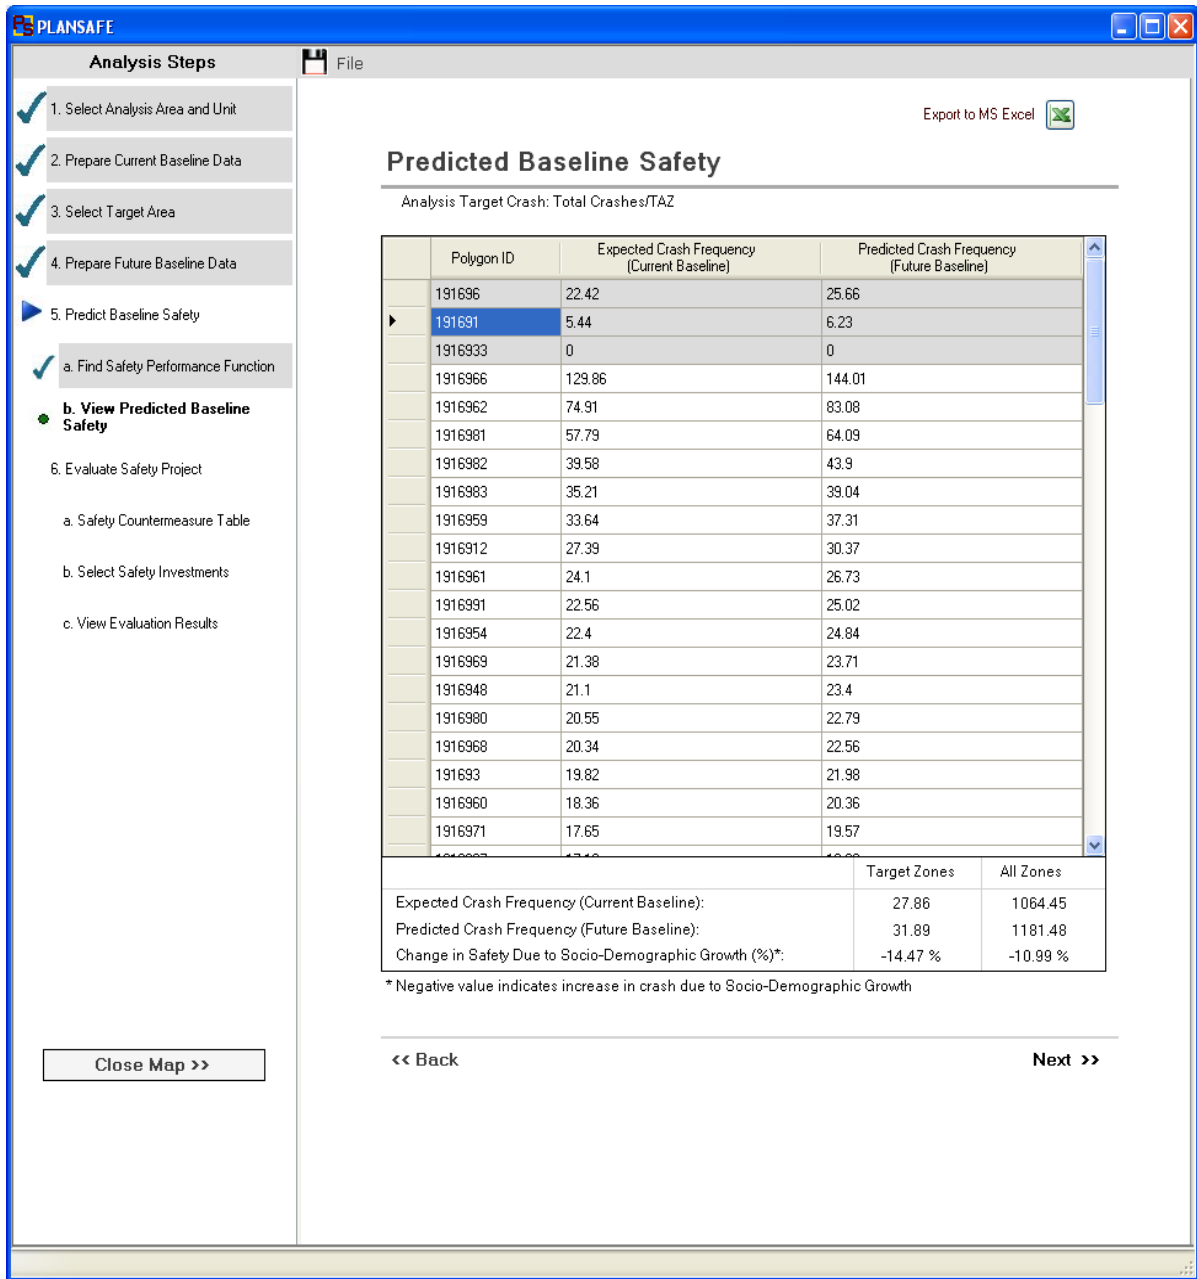 PLANSAFE
Analysis Steps
File
1. Select Analysis Area and Unit
2. Prepare Current Baseline Data
3. Select Target Area
4. Prepare Future Baseline Data
5. Predict Baseline Safety
a. Find Safety Performance Function
b. View Predicted Baseline
Safety
6. Evaluate Safety Project
a. Safety Countermeasure Table
b. Select Safety Investments
c. View Evaluation Results
Close Map >>
Export to MS Excel
Predicted Baseline Safety
Analysis Target Crash: Total Crashes/TAZ
Polygon ID Expected Crash Frequency (Current Baseline) Predicted Crash Frequency (Future Baseline)
191696 22.42 25.66
191691 5.44 6.23
1916933 0 0
1916966 129.86 144.01
1916962 74.91 83.08
1916981 57.79 64.09
1916982 39.58 43.9
1916983 35.21 39.04
1916959 33.64 37.31
1916912 27.39 30.37
1916961 24.1 26.73
1916991 22.56 25.02
1916954 22.4 24.84
1916969 21.38 23.71
1916948 21.1 23.4
1916980 20.55 22.79
1916968 20.34 22.56
191693 19.82 21.98
1916960 18.36 20.36
1916971 17.65 19.57
Target Zones All Zones
Expected Crash Frequency (Current Baseline): 27.86 1064.45
Predicted Crash Frequency (Future Baseline): 31.89 1181.48
Change in Safety Due to Socio-Demographic Growth (%)*: -14.47 % -10.99 %
* Negative value indicates increase in crash due to Socio-Demographic Growth
<< Back
Next >>